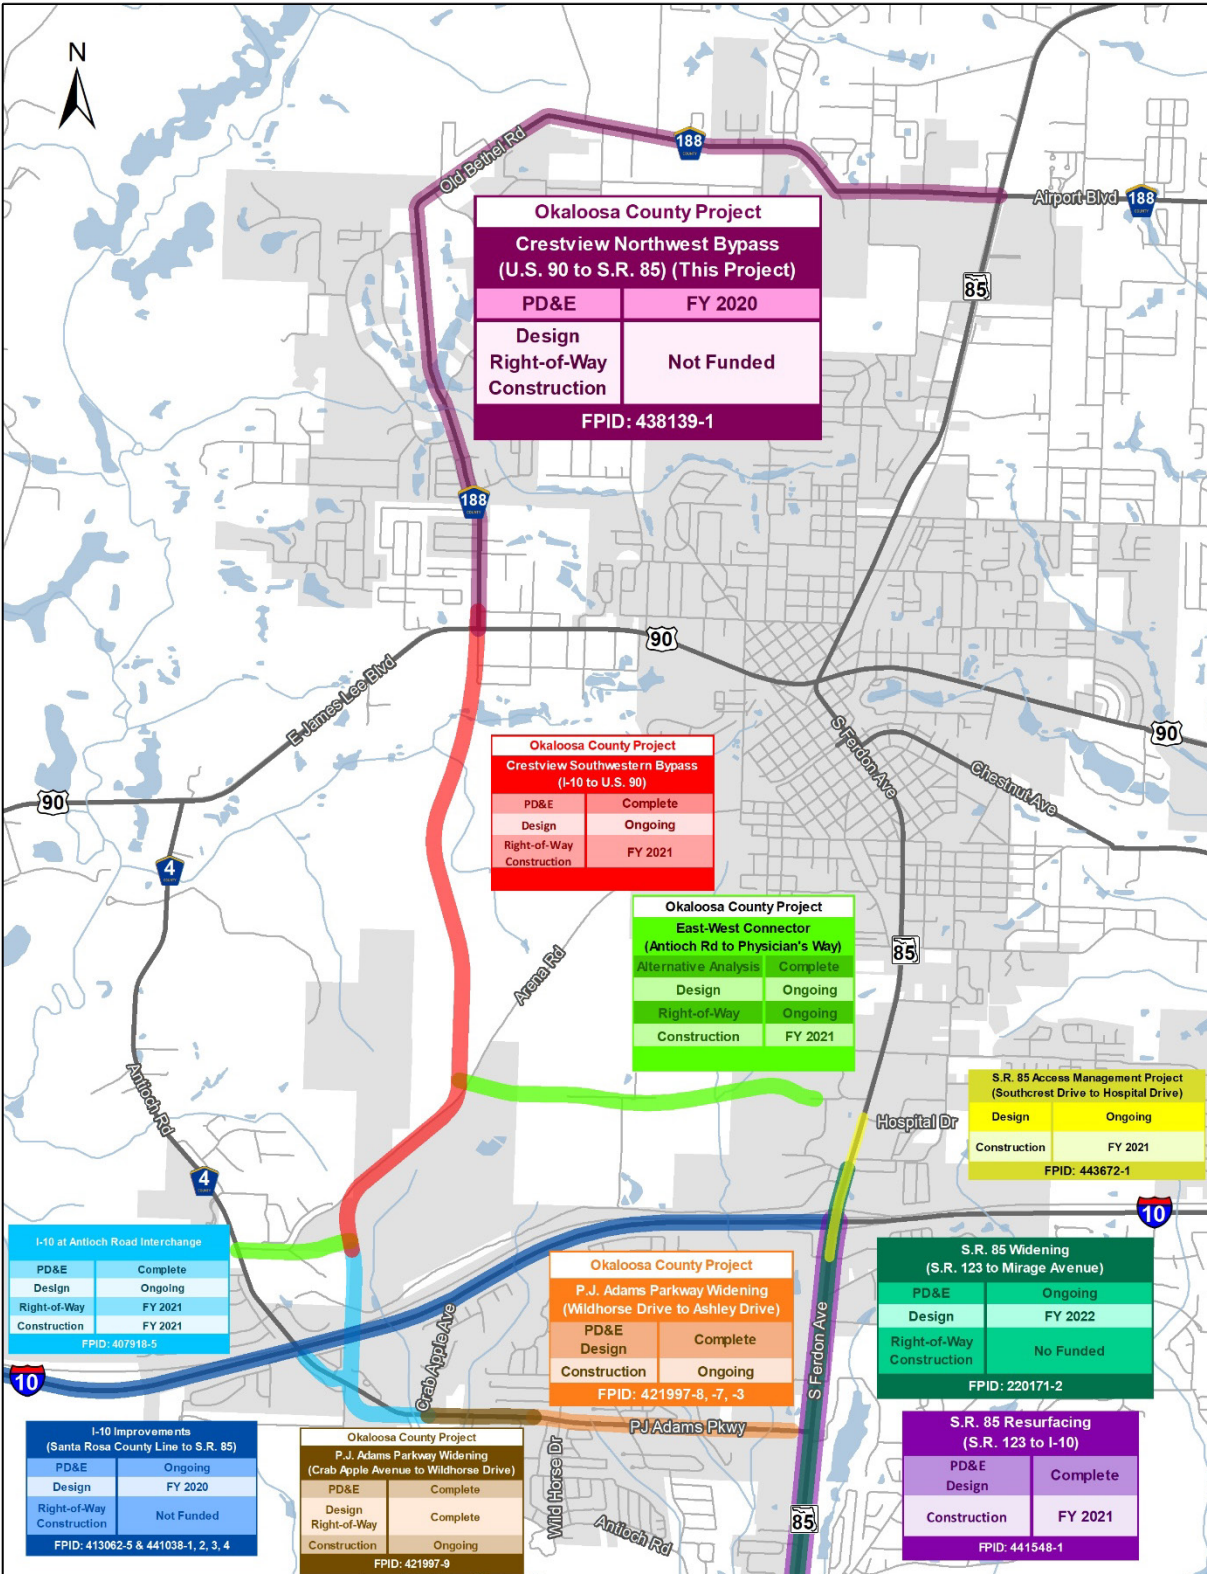 N
Old Bethel Rd
188
COUNTY
Airport Blvd
188
COUNTY
85
Okaloosa County Project
Crestview Northwest Bypass
(U.S. 90 to S.R. 85) (This Project)
PD&E FY 2020
Design
Right-of-Way
Construction
Not Funded
FPID: 438139-1
188
COUNTY
90
E James Lee Blvd
90
90
S Ferdon Ave
Chestnut Ave
Okaloosa County Project
Crestview Southwestern Bypass
(I-10 to U.S. 90)
PD&E Complete
Design Ongoing
Right-of-Way
Construction
FY 2021
4
COUNTY
Okaloosa County Project
East-West Connector
(Antioch Rd to Physician's Way)
Alternative Analysis Complete
Design Ongoing
Right-of-Way Ongoing
Construction FY 2021
85
Arena Rd
Antioch Rd
S.R. 85 Access Management Project
(Southcrest Drive to Hospital Drive)
Design Ongoing
Construction FY 2021
FPID: 443672-1
Hospital Dr
4
COUNTY
10
I-10 at Antioch Road Interchange
PD&E Complete
Design Ongoing
Right-of-Way FY 2021
Construction FY 2021
FPID: 407918-5
Okaloosa County Project
P.J. Adams Parkway Widening
(Wildhorse Drive to Ashley Drive)
PD&E
Design
Complete
Construction Ongoing
FPID: 421997-8, -7, -3
S.R. 85 Widening
(S.R. 123 to Mirage Avenue)
PD&E Ongoing
Design FY 2022
Right-of-Way
Construction
No Funded
FPID: 220171-2
10
Crab Apple Ave
S Ferdon Ave
PJ Adams Pkwy
I-10 Improvements
(Santa Rosa County Line to S.R. 85)
PD&E Ongoing
Design FY 2020
Right-of-Way
Construction
Not Funded
FPID: 413062-5 & 441038-1, 2, 3, 4
Okaloosa County Project
P.J. Adams Parkway Widening
(Crab Apple Avenue to Wildhorse Drive)
PD&E Complete
Design
Right-of-Way
Complete
Construction Ongoing
FPID: 421997-9
Wild Horse Dr
Antioch Rd
85
S.R. 85 Resurfacing
(S.R. 123 to I-10)
PD&E
Design
Complete
Construction FY 2021
FPID: 441548-1